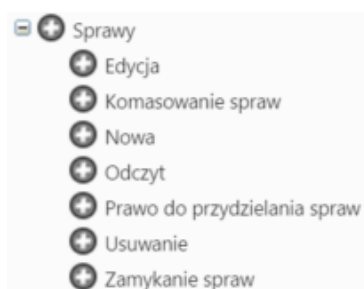 Sprawy
Edycja
Komasowanie spraw
Nowa
Odczyt
Prawo do przydzielania spraw
Usuwanie
Zamykanie spraw